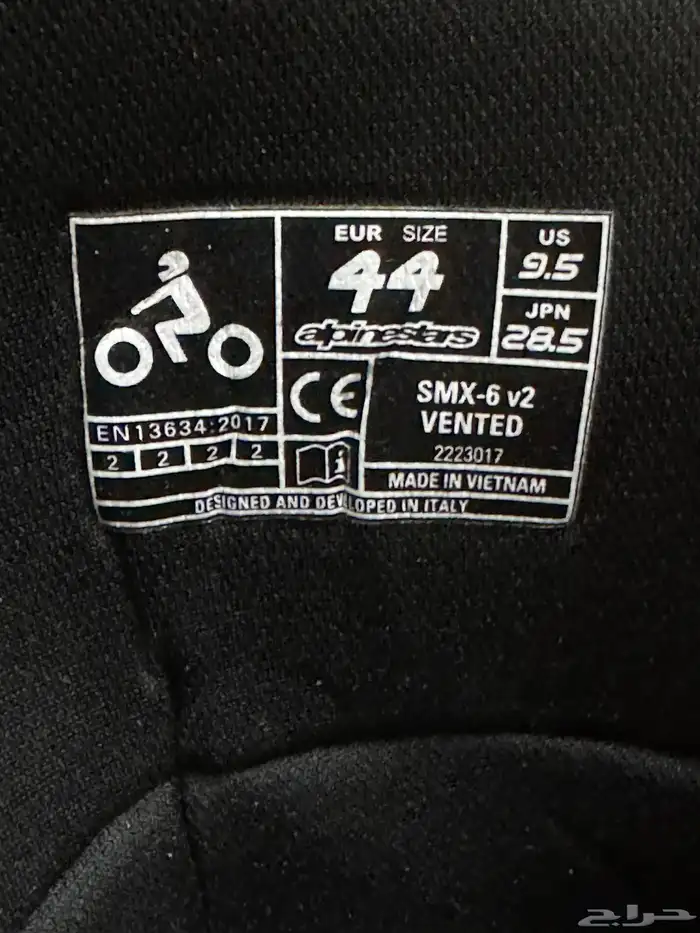 EUR SIZE
44
alpinestars
US
9.5
JPN
28.5
EN13634:2017
2 2 2 2
CE
i
SMX-6 v2
VENTED
2223017
MADE IN VIETNAM
DESIGNED AND DEVELOPED IN ITALY
حراج